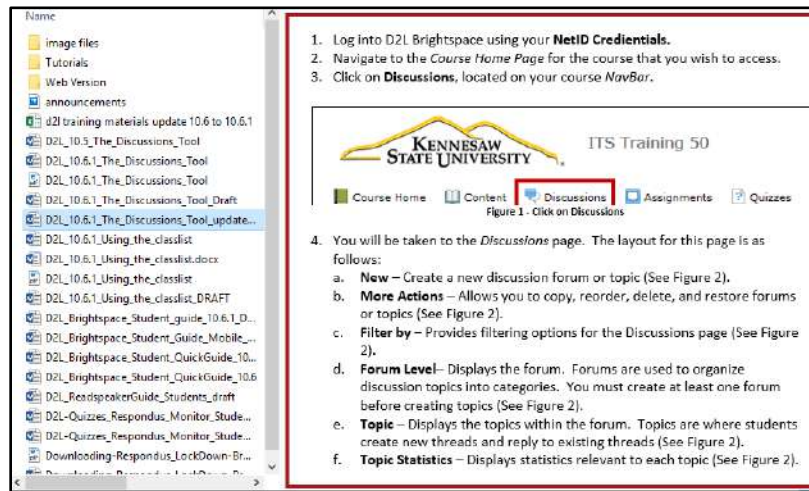 Name
image files
Tutorials
Web Version
announcements
d2l training materials update 10.6 to 10.6.1
D2L_10.5_The_Discussions_Tool
D2L_10.6.1_The_Discussions_Tool
D2L_10.6.1_The_Discussions_Tool
D2L_10.6.1_The_Discussions_Tool_Draft
D2L_10.6.1_The_Discussions_Tool_update...
D2L_10.6.1_Using_the_classlist
D2L_10.6.1_Using_the_classlist.docx
D2L_10.6.1_Using_the_classlist
D2L_10.6.1_Using_the_classlist_DRAFT
D2L_Brightspace_Student_guide_10.6.1_D...
D2L_Brightspace_Student_Guide_Mobile_...
D2L_Brightspace_Student_QuickGuide_10...
D2L_Brightspace_Student_QuickGuide_10.6
D2L_ReadspeakerGuide_Students_draft
D2L-Quizzes_Respondus_Monitor_Stude...
D2L-Quizzes_Respondus_Monitor_Stude...
Downloading-Respondus_LockDown-Br...
1. Log into D2L Brightspace using your NetID Credientials.
2. Navigate to the Course Home Page for the course that you wish to access.
3. Click on Discussions, located on your course NavBar.
KENNESAW
STATE UNIVERSITY
ITS Training 50
Course Home Content Discussions Assignments Quizzes
Figure 1 - Click on Discussions
4. You will be taken to the Discussions page. The layout for this page is as
follows:
a. New – Create a new discussion forum or topic (See Figure 2).
b. More Actions – Allows you to copy, reorder, delete, and restore forums
or topics (See Figure 2).
c. Filter by – Provides filtering options for the Discussions page (See Figure
2).
d. Forum Level– Displays the forum. Forums are used to organize
discussion topics into categories. You must create at least one forum
before creating topics (See Figure 2).
e. Topic – Displays the topics within the forum. Topics are where students
create new threads and reply to existing threads (See Figure 2).
f. Topic Statistics – Displays statistics relevant to each topic (See Figure 2).